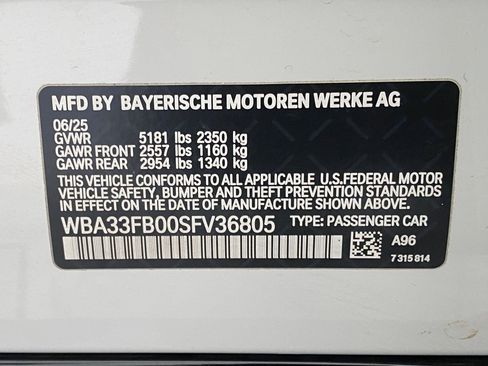 MFD BY BAYERISCHE MOTOREN WERKE AG
06/25
GVWR 5181 lbs 2350 kg
GAWR FRONT 2557 lbs 1160 kg
GAWR REAR 2954 lbs 1340 kg
THIS VEHICLE CONFORMS TO ALL APPLICABLE U.S.FEDERAL MOTOR
VEHICLE SAFETY, BUMPER AND THEFT PREVENTION STANDARDS IN
EFFECT ON THE DATE OF MANUFACTURE SHOWN ABOVE.
WBA33FB00SFV36805 TYPE: PASSENGER CAR
A96
7 315 814